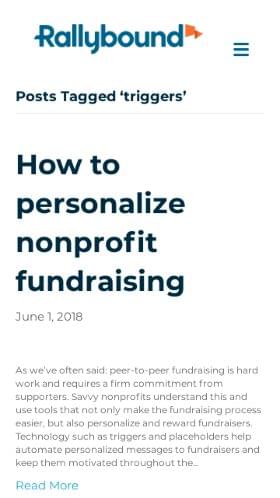 Rallybound
Posts Tagged ‘triggers’
How to
personalize
nonprofit
fundraising
June 1, 2018
As we’ve often said: peer-to-peer fundraising is hard
work and requires a firm commitment from
supporters. Savvy nonprofits understand this and
use tools that not only make the fundraising process
easier, but also personalize and reward fundraisers.
Technology such as triggers and placeholders help
automate personalized messages to fundraisers and
keep them motivated throughout the...
Read More